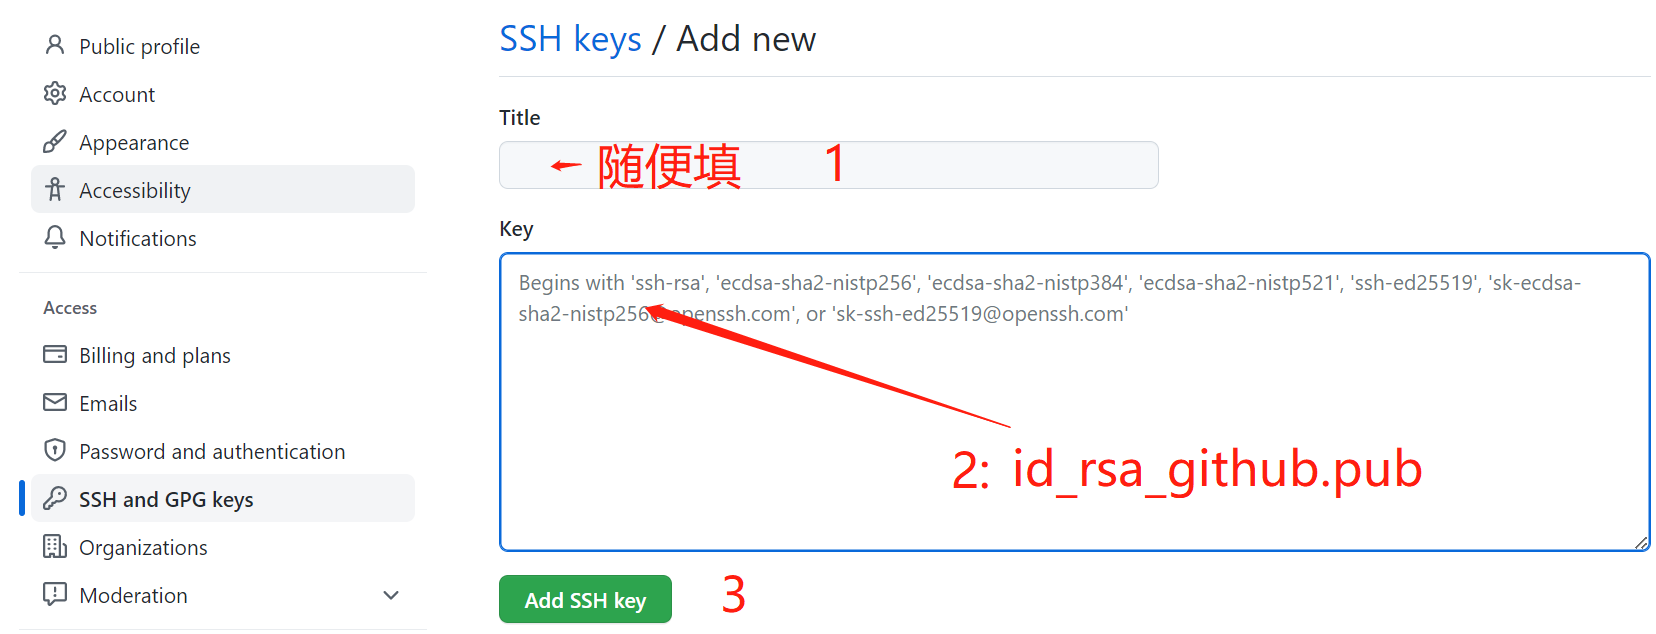 Public profile
Account
Appearance
Accessibility
Notifications
Access
Billing and plans
Emails
Password and authentication
SSH and GPG keys
Organizations
Moderation
SSH keys / Add new
Title
随便填 1
Key
Begins with 'ssh-rsa', 'ecdsa-sha2-nistp256', 'ecdsa-sha2-nistp384', 'ecdsa-sha2-nistp521', 'ssh-ed25519', 'sk-ecdsa-
sha2-nistp256@openssh.com', or 'sk-ssh-ed25519@openssh.com'
2: id_rsa_github.pub
Add SSH key 3